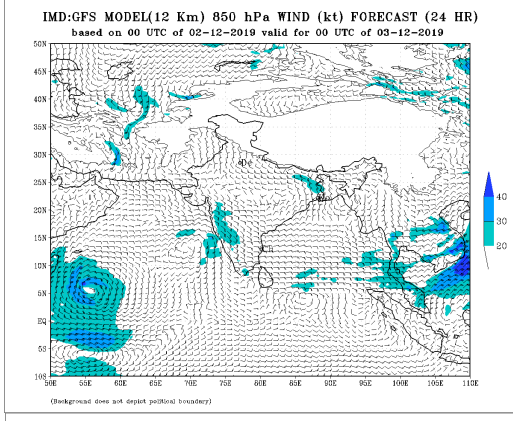 IMD:GFS MODEL(12 Km) 850 hPa WIND (kt) FORECAST (24 HR)
based on 00 UTC of 02-12-2019 valid for 00 UTC of 03-12-2019
50N
45N
40N
35N
30N
25N
20N
15N
10N
5N
EQ
5S
10S
50E 55E 60E 65E 70E 75E 80E 85E 90E 95E 100E 105E 110E
40
30
20
(Background does not depict political boundary)